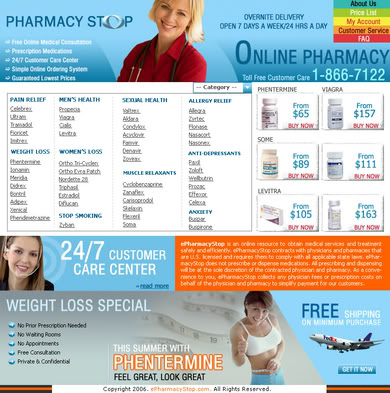 PHARMACY STOP
Free Online Medical Consultation
Prescription Medications
24/7 Customer Care Center
Simple Online Ordering System
Guaranteed Lowest Prices
OVERNITE DELIVERY
OPEN 7 DAYS A WEEK/24 HRS A DAY
About Us
Price List
My Account
Customer Service
FAQ
ONLINE PHARMACY
Toll Free Customer Care 1-866-7122
-- Category --
PAIN RELIEF
Celebrex
Ultram
Tramadol
Fioricet
Imitrex
WEIGHT LOSS
Phentermine
Ionamin
Meridia
Didrex
Bontril
Adipex
Xenical
Phendimetrazine
MEN'S HEALTH
Propecia
Viagra
Cialis
Levitra
WOMEN'S LOSS
Ortho Tri-Cyclen
Ortho Evra Patch
Nordette 28
Triphasil
Estradiol
Diflucan
STOP SMOKING
Zyban
SEXUAL HEALTH
Valtrex
Aldara
Condylox
Acyclovir
Famvir
Denavir
Zovirax
MUSCLE RELAXANTS
Cyclobenzaprine
Zanaflex
Carisoprodol
Skelaxin
Flexeril
Soma
ALLERGY RELIEF
Allegra
Zyrtec
Flonase
Nasacort
Nasonex
ANTI-DEPRESSANTS
Paxil
Zoloft
Wellbutrin
Prozac
Effexor
Celexa
ANXIETY
Buspar
Buspirone
PHENTERMINE
From
$65
BUY NOW
VIAGRA
From
$157
BUY NOW
SOME
From
$89
BUY NOW
From
$111
BUY NOW
LEVITRA
From
$105
BUY NOW
From
$163
BUY NOW
24/7 CUSTOMER
CARE CENTER
read more
ePharmacyStop is an online resource to obtain medical services and treatment
safely and efficiently. ePharmacyStop contracts with physicians and pharmacies that
are U.S. licensed and requires them to comply with all applicable state laws. ePhar-
macyStop does not prescribe or dispense medications. All prescribing and dispensing
will be at the sole discretion of the contracted physician and pharmacy. As a conve-
nience to you, ePharmacyStop collects any physician fees or prescription costs on
behalf of the physician and pharmacy to simplify payment for our customers.
WEIGHT LOSS SPECIAL
No Prior Prescription Needed
No Waiting Rooms
No Appointments
Free Consultation
Private & Confidential
THIS SUMMER WITH
PHENTERMINE
FEEL GREAT, LOOK GREAT
FREE SHIPPING
ON MINIMUM PURCHASE
FedEx
GET IT NOW
Copyright 2006. ePharmacyStop.com. All Rights Reserved.